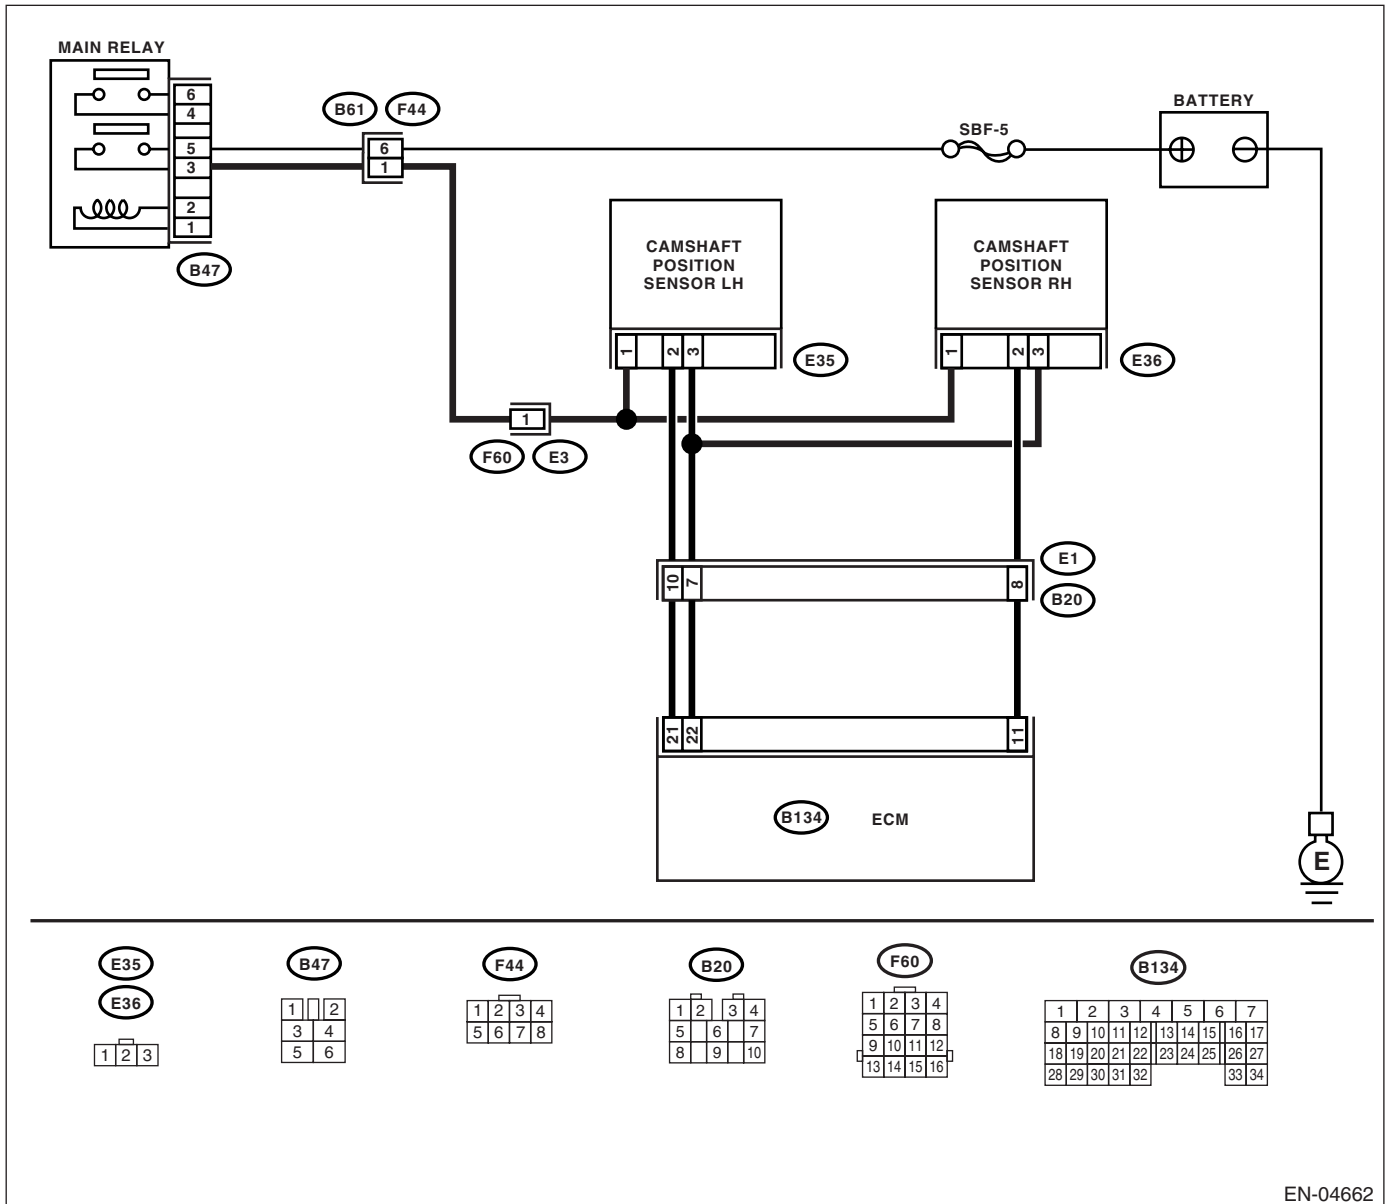 MAIN RELAY
6
4
5
3
2
1
B47
B61 F44
6
1
SBF-5
BATTERY
CAMSHAFT
POSITION
SENSOR LH
1 2 3
E35
CAMSHAFT
POSITION
SENSOR RH
1 2 3
E36
1
F60 E3
10 7 8
E1
B20
21 22 11
B134 ECM
E
E35
E36
1 2 3
B47
1 2
3 4
5 6
F44
1 2 3 4
5 6 7 8
B20
1 2 3 4
5 6 7
8 9 10
F60
1 2 3 4
5 6 7 8
9 10 11 12
13 14 15 16
B134
1 2 3 4 5 6 7
8 9 10 11 12 13 14 15 16 17
18 19 20 21 22 23 24 25 26 27
28 29 30 31 32 33 34
EN-04662